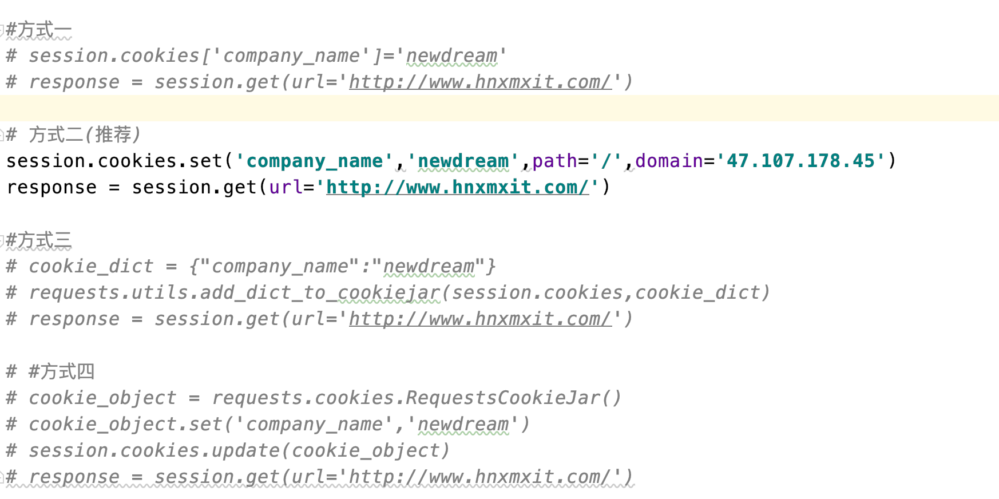 #方式一
# session.cookies['company_name']='newdream'
# response = session.get(url='http://www.hnxmxit.com/')
# 方式二(推荐)
session.cookies.set('company_name','newdream',path='/',domain='47.107.178.45')
response = session.get(url='http://www.hnxmxit.com/')
#方式三
# cookie_dict = {"company_name":"newdream"}
# requests.utils.add_dict_to_cookiejar(session.cookies,cookie_dict)
# response = session.get(url='http://www.hnxmxit.com/')
# #方式四
# cookie_object = requests.cookies.RequestsCookieJar()
# cookie_object.set('company_name','newdream')
# session.cookies.update(cookie_object)
# response = session.get(url='http://www.hnxmxit.com/')